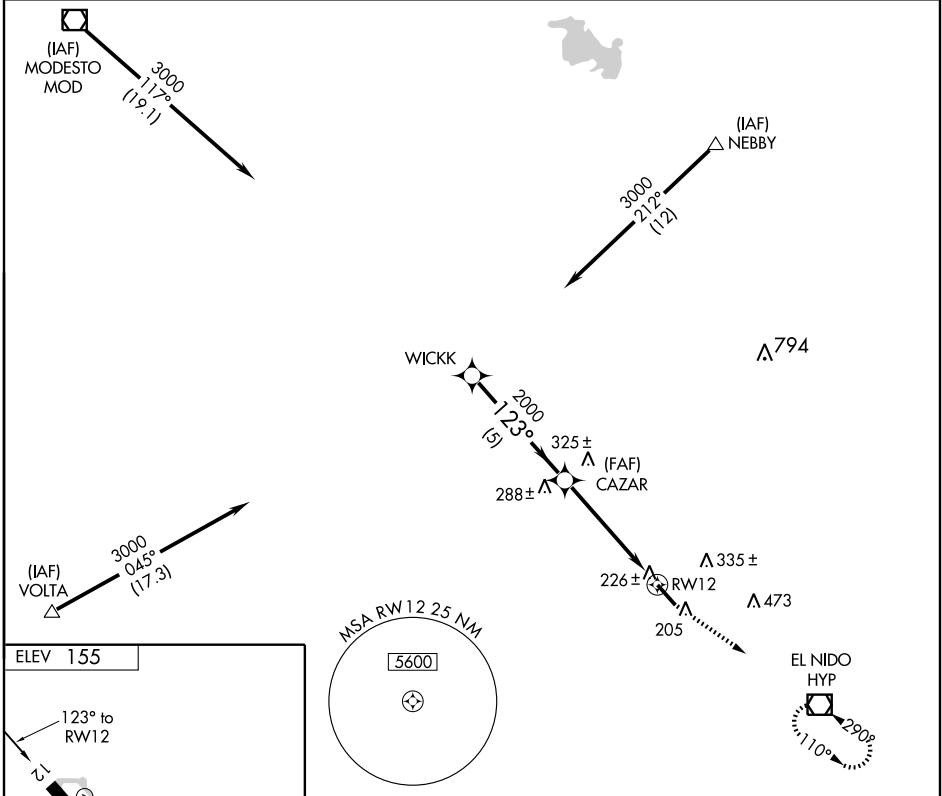 (IAF)
MODESTO
MOD
3000
117°
(19.1)
(IAF)
NEBBY
3000
212°
(12)
794
WICKK
2000
123°
(5)
325±
(FAF)
CAZAR
288±
335±
226±
RW12
473
205
3000
045°
(17.3)
(IAF)
VOLTA
MSA RW12 25 NM
5600
EL NIDO
HYP
290°
110°
ELEV 155
123° to
RW12
12